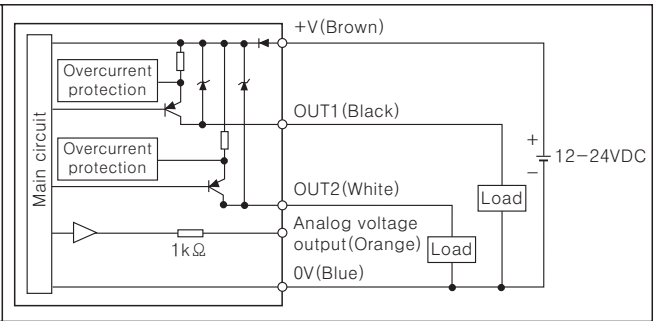 +V(Brown)
Overcurrent
protection
Main circuit
OUT1(Black)
Overcurrent
protection
+
12-24VDC
−
OUT2(White)
Load
Analog voltage
output(Orange)
Load
1kΩ
0V(Blue)